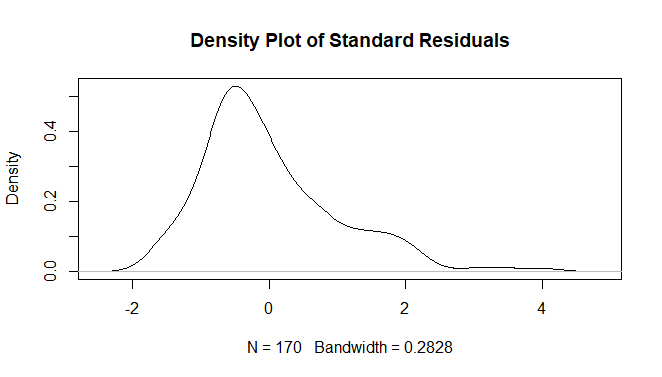 Density Plot of Standard Residuals
Density
0.4
0.2
0.0
-2 0 2 4
N = 170 Bandwidth = 0.2828